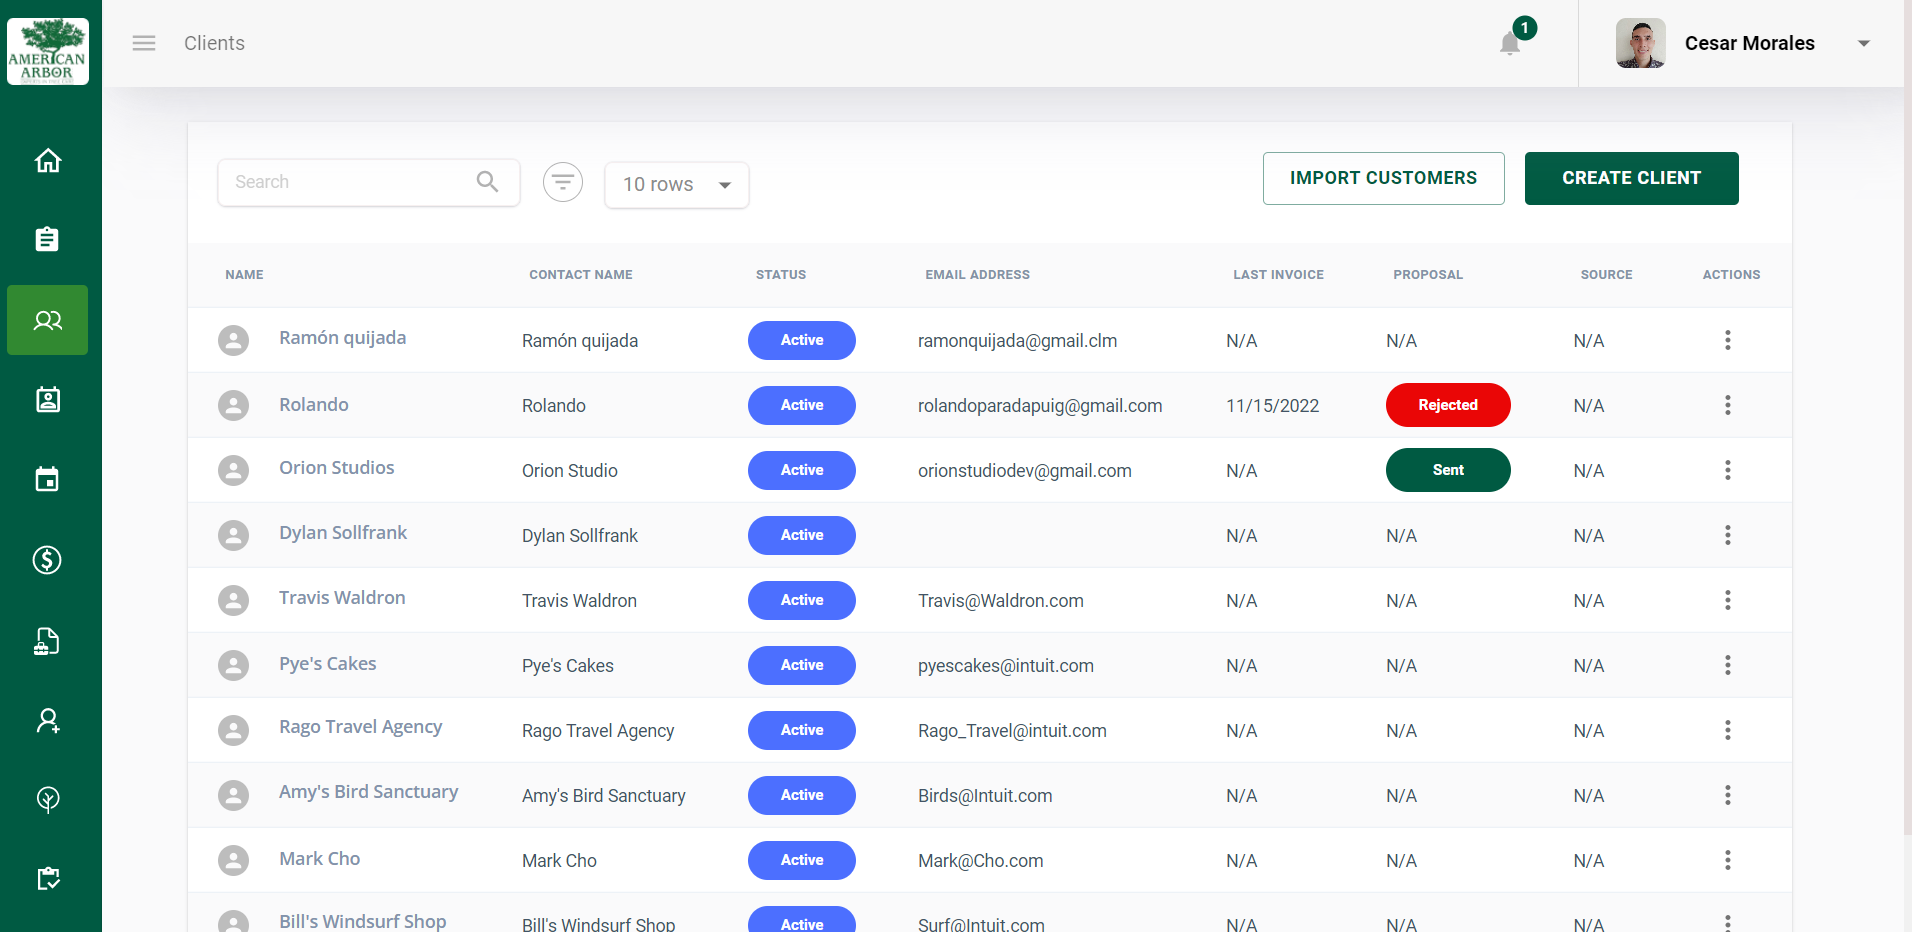 AMERICAN
ARBOR
Clients
1
Cesar Morales
Search
10 rows
IMPORT CUSTOMERS
CREATE CLIENT
NAME CONTACT NAME STATUS EMAIL ADDRESS LAST INVOICE PROPOSAL SOURCE ACTIONS
Ramón quijada Ramón quijada Active ramonquijada@gmail.clm N/A N/A N/A
Rolando Rolando Active rolandoparadapuig@gmail.com 11/15/2022 Rejected N/A
Orion Studios Orion Studio Active orionstudiodev@gmail.com N/A Sent N/A
Dylan Sollfrank Dylan Sollfrank Active N/A N/A N/A
Travis Waldron Travis Waldron Active Travis@Waldron.com N/A N/A N/A
Pye's Cakes Pye's Cakes Active pyescakes@intuit.com N/A N/A N/A
Rago Travel Agency Rago Travel Agency Active Rago_Travel@intuit.com N/A N/A N/A
Amy's Bird Sanctuary Amy's Bird Sanctuary Active Birds@Intuit.com N/A N/A N/A
Mark Cho Mark Cho Active Mark@Cho.com N/A N/A N/A
Bill's Windsurf Shop Bill's Windsurf Shop Active Surf@Intuit.com N/A N/A N/A